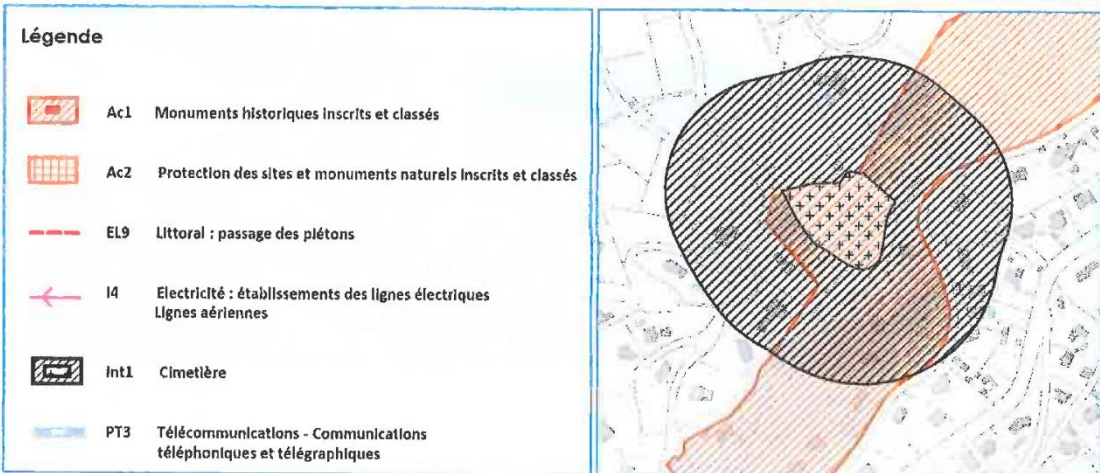 Légende
Ac1 Monuments historiques inscrits et classés
Ac2 Protection des sites et monuments naturels inscrits et classés
EL9 Littoral : passage des piétons
I4 Electricité : établissements des lignes électriques
Lignes aériennes
Int1 Cimetière
PT3 Télécommunications - Communications
téléphoniques et télégraphiques